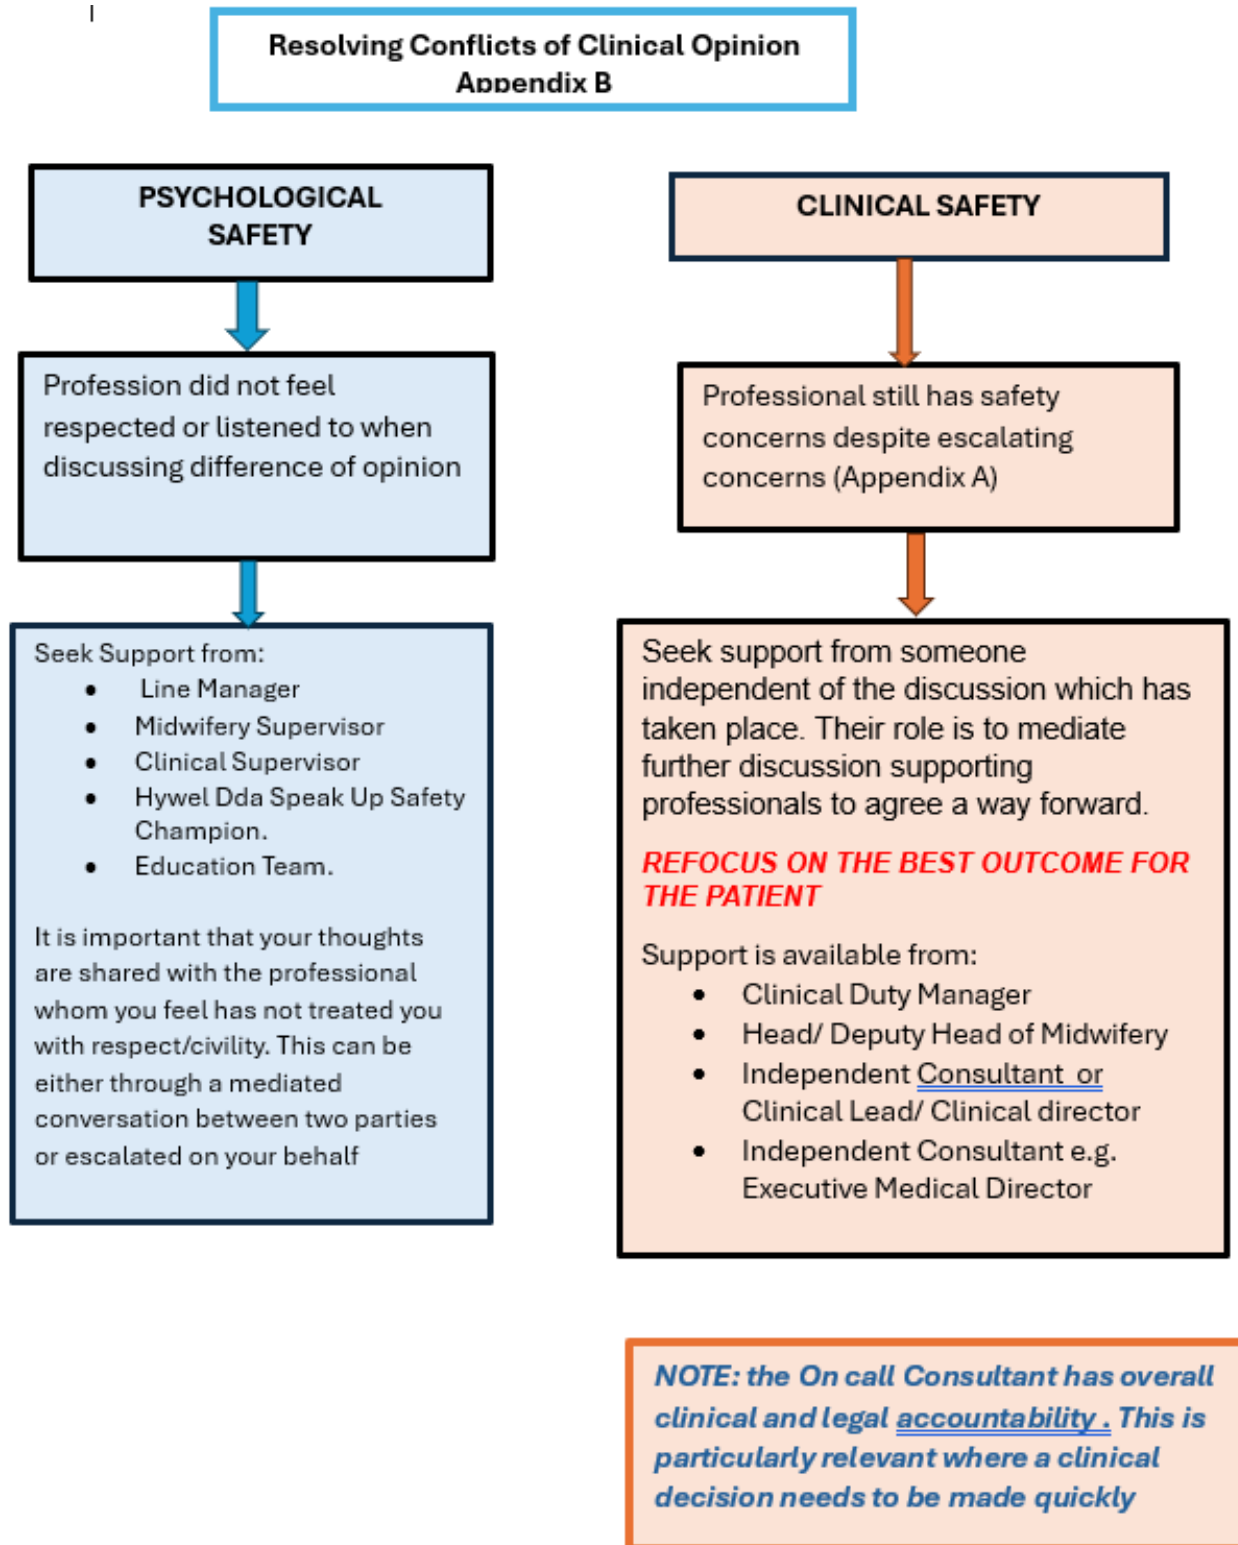 Resolving Conflicts of Clinical Opinion
Appendix B
PSYCHOLOGICAL
SAFETY
Profession did not feel
respected or listened to when
discussing difference of opinion
Seek Support from:
• Line Manager
• Midwifery Supervisor
• Clinical Supervisor
• Hywel Dda Speak Up Safety
Champion.
• Education Team.
It is important that your thoughts
are shared with the professional
whom you feel has not treated you
with respect/civility. This can be
either through a mediated
conversation between two parties
or escalated on your behalf
CLINICAL SAFETY
Professional still has safety
concerns despite escalating
concerns (Appendix A)
Seek support from someone
independent of the discussion which has
taken place. Their role is to mediate
further discussion supporting
professionals to agree a way forward.
REFOCUS ON THE BEST OUTCOME FOR
THE PATIENT
Support is available from:
• Clinical Duty Manager
• Head/ Deputy Head of Midwifery
• Independent Consultant or
Clinical Lead/ Clinical director
• Independent Consultant e.g.
Executive Medical Director
NOTE: the On call Consultant has overall
clinical and legal accountability . This is
particularly relevant where a clinical
decision needs to be made quickly